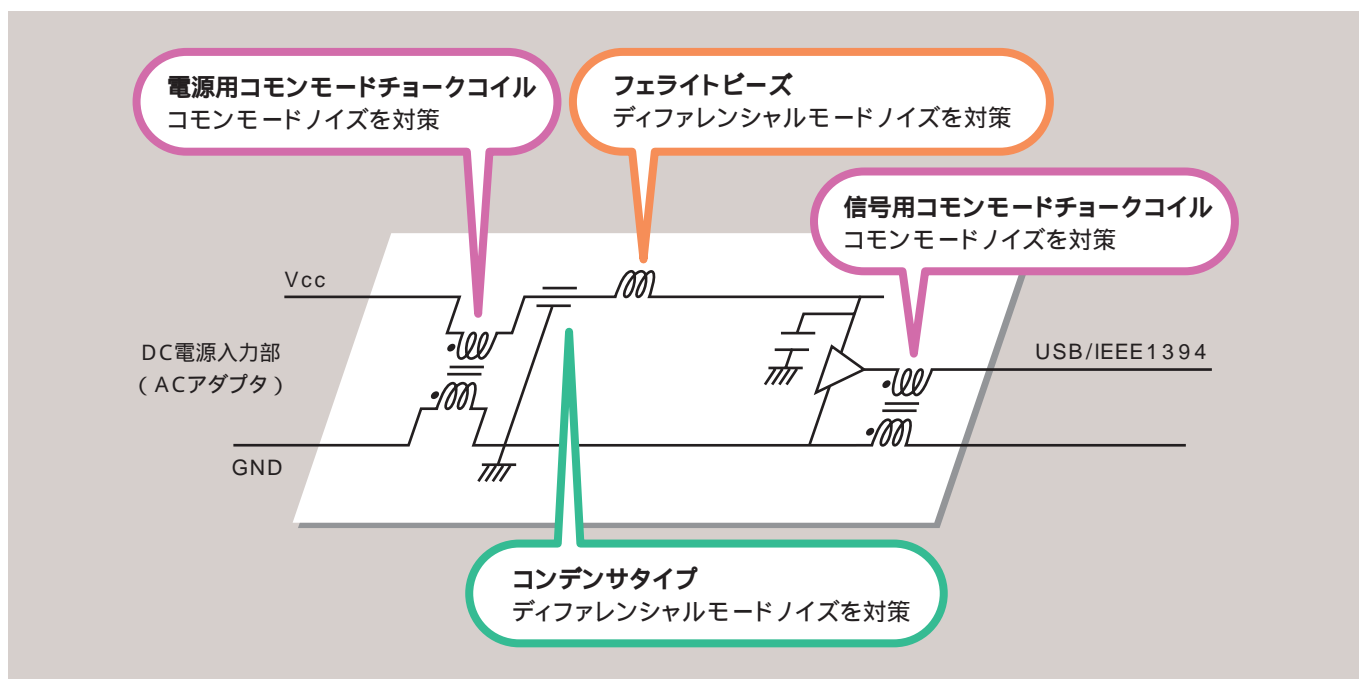 電源用コモンモードチョークコイル
コモンモードノイズを対策
フェライトビーズ
ディファレンシャルモードノイズを対策
信号用コモンモードチョークコイル
コモンモードノイズを対策
Vcc
DC電源入力部
(ACアダプタ)
GND
USB/IEEE1394
コンデンサタイプ
ディファレンシャルモードノイズを対策